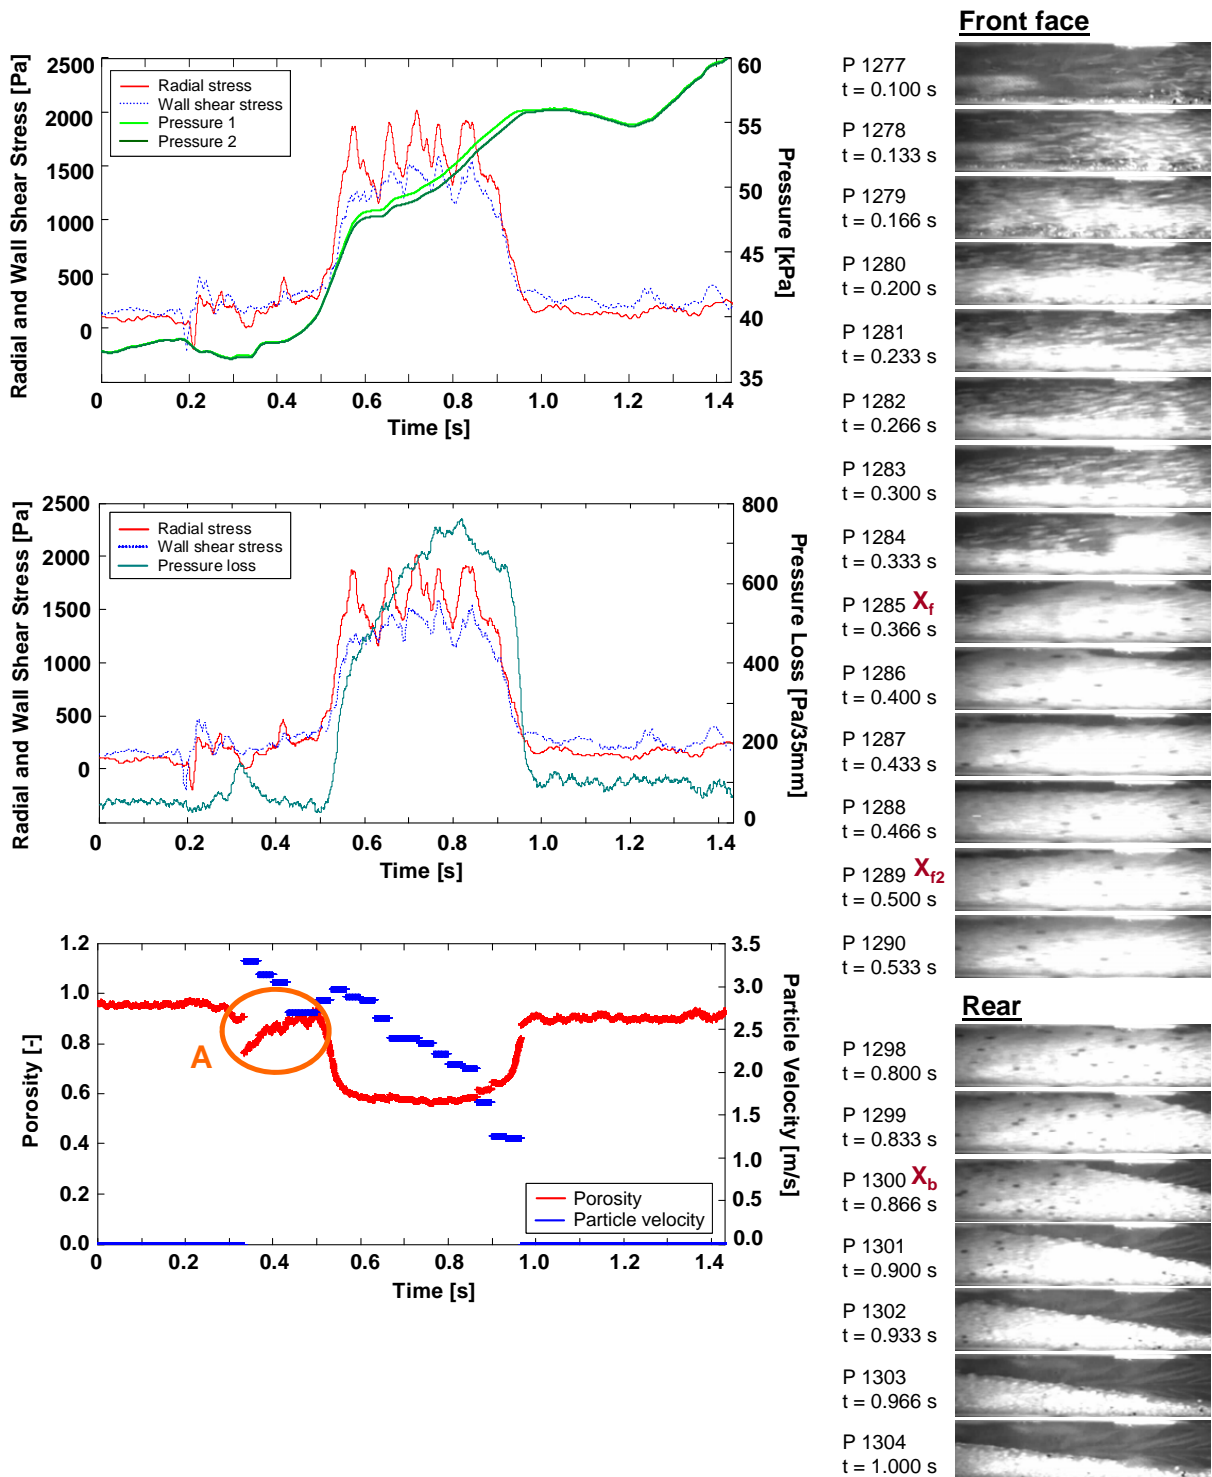 Front face
Radial and Wall Shear Stress [Pa]
2500
2000
1500
1000
500
0
Radial stress
Wall shear stress
Pressure 1
Pressure 2
60
55
50
45
40
35
Pressure [kPa]
0
0.2
0.4
0.6
0.8
1.0
1.2
1.4
Time [s]
Radial and Wall Shear Stress [Pa]
2500
2000
1500
1000
500
0
Radial stress
Wall shear stress
Pressure loss
800
600
400
200
0
Pressure Loss [Pa/35mm]
0
0.2
0.4
0.6
0.8
1.0
1.2
1.4
Time [s]
Porosity [-]
1.2
1.0
0.8
0.6
0.4
0.2
0.0
A
Porosity
Particle velocity
3.5
3.0
2.5
2.0
1.5
1.0
0.5
0.0
Particle Velocity [m/s]
0
0.2
0.4
0.6
0.8
1.0
1.2
1.4
Time [s]
P 1277
t = 0.100 s
P 1278
t = 0.133 s
P 1279
t = 0.166 s
P 1280
t = 0.200 s
P 1281
t = 0.233 s
P 1282
t = 0.266 s
P 1283
t = 0.300 s
P 1284
t = 0.333 s
P 1285 Xf
t = 0.366 s
P 1286
t = 0.400 s
P 1287
t = 0.433 s
P 1288
t = 0.466 s
P 1289 Xf2
t = 0.500 s
P 1290
t = 0.533 s
Rear
P 1298
t = 0.800 s
P 1299
t = 0.833 s
P 1300 Xb
t = 0.866 s
P 1301
t = 0.900 s
P 1302
t = 0.933 s
P 1303
t = 0.966 s
P 1304
t = 1.000 s